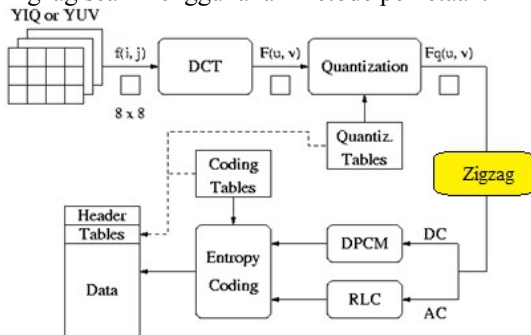 YIQ or YUV
f(i, j)
8 x 8
DCT
F(u, v)
Quantization
Fq(u, v)
Quantiz.
Tables
Coding
Tables
Zigzag
Header
Tables
Data
Entropy
Coding
DPCM
DC
RLC
AC